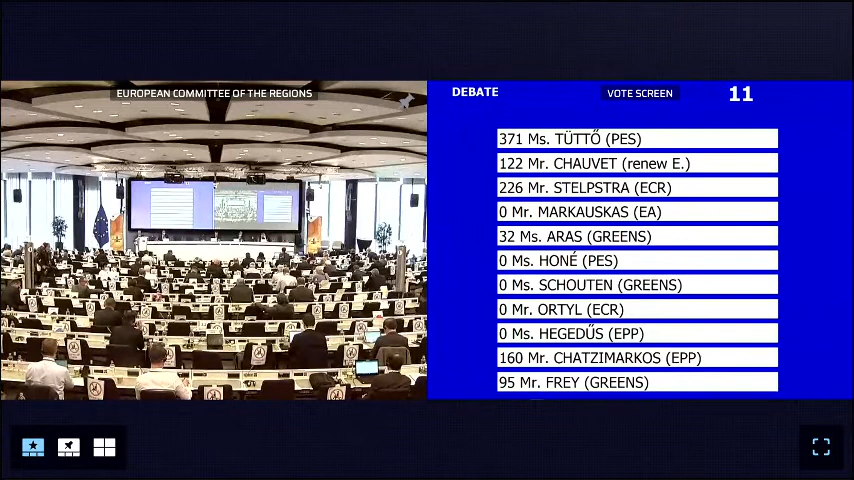 EUROPEAN COMMITTEE OF THE REGIONS
DEBATE
VOTE SCREEN
11
371 Ms. TÜTTŐ (PES)
122 Mr. CHAUVET (renew E.)
226 Mr. STELPSTRA (ECR)
0 Mr. MARKAUSKAS (EA)
32 Ms. ARAS (GREENS)
0 Ms. HONÉ (PES)
0 Ms. SCHOUTEN (GREENS)
0 Mr. ORTYL (ECR)
0 Ms. HEGEDŰS (EPP)
160 Mr. CHATZIMARKOS (EPP)
95 Mr. FREY (GREENS)